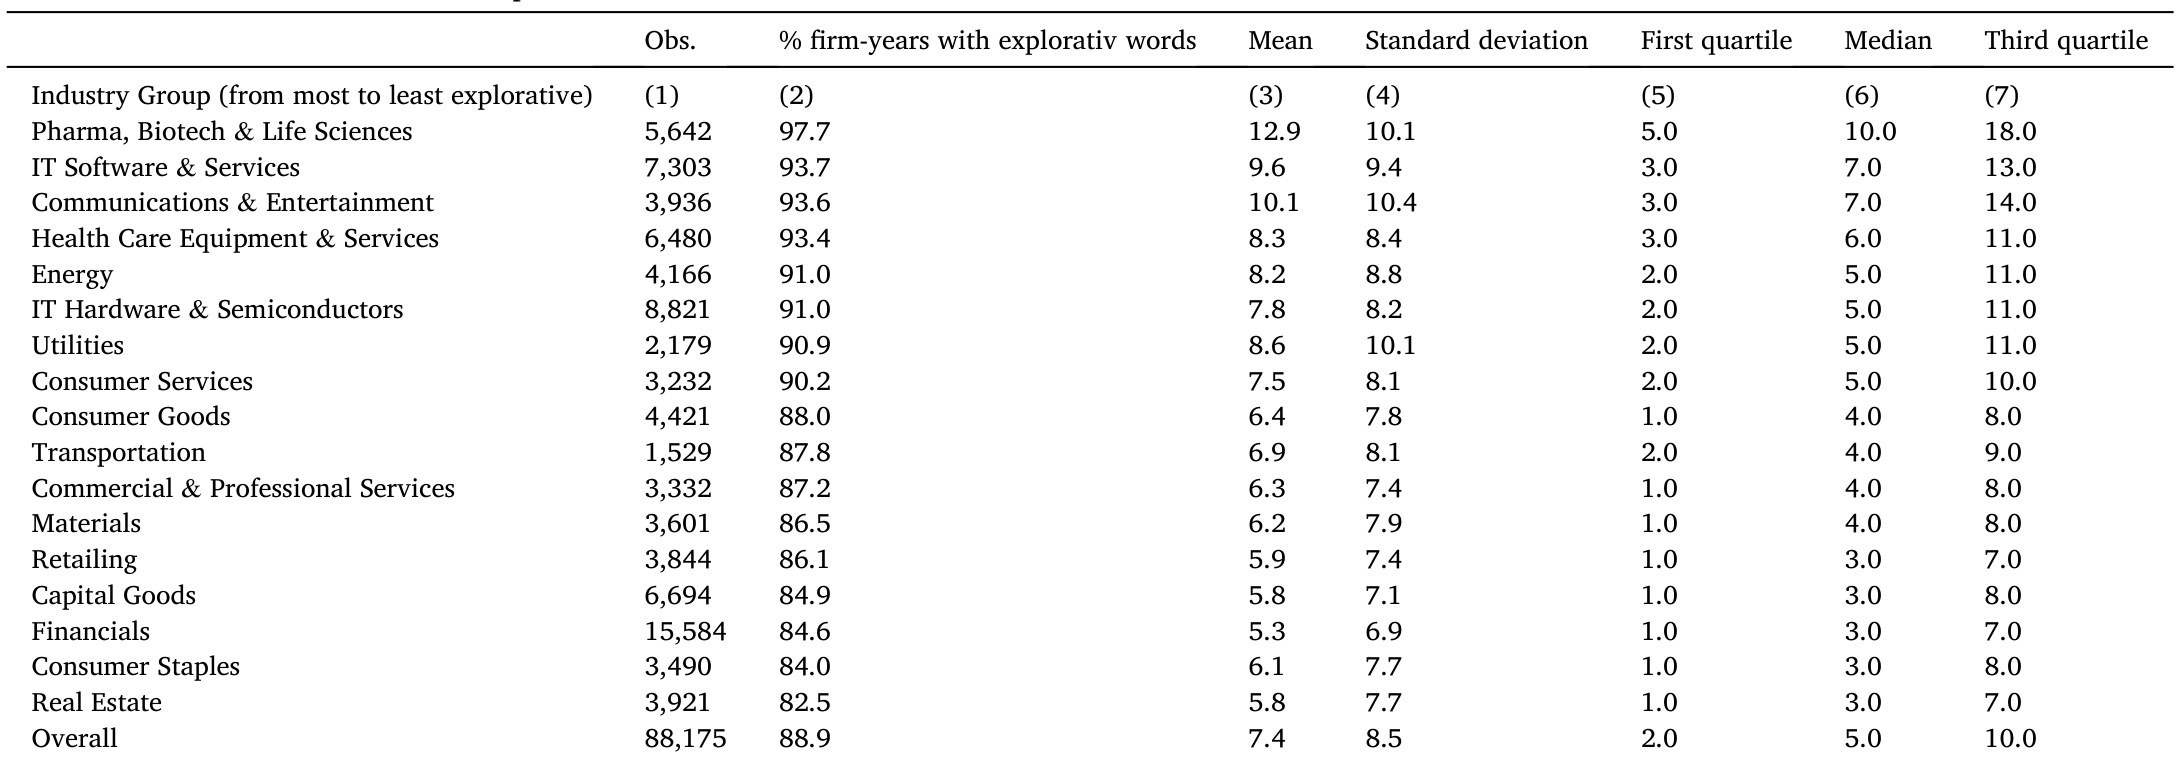 Obs. % firm-years with explorativ words Mean Standard deviation First quartile Median Third quartile
Industry Group (from most to least explorative) (1) (2) (3) (4) (5) (6) (7)
Pharma, Biotech & Life Sciences 5,642 97.7 12.9 10.1 5.0 10.0 18.0
IT Software & Services 7,303 93.7 9.6 9.4 3.0 7.0 13.0
Communications & Entertainment 3,936 93.6 10.1 10.4 3.0 7.0 14.0
Health Care Equipment & Services 6,480 93.4 8.3 8.4 3.0 6.0 11.0
Energy 4,166 91.0 8.2 8.8 2.0 5.0 11.0
IT Hardware & Semiconductors 8,821 91.0 7.8 8.2 2.0 5.0 11.0
Utilities 2,179 90.9 8.6 10.1 2.0 5.0 11.0
Consumer Services 3,232 90.2 7.5 8.1 2.0 5.0 10.0
Consumer Goods 4,421 88.0 6.4 7.8 1.0 4.0 8.0
Transportation 1,529 87.8 6.9 8.1 2.0 4.0 9.0
Commercial & Professional Services 3,332 87.2 6.3 7.4 1.0 4.0 8.0
Materials 3,601 86.5 6.2 7.9 1.0 4.0 8.0
Retailing 3,844 86.1 5.9 7.4 1.0 3.0 7.0
Capital Goods 6,694 84.9 5.8 7.1 1.0 3.0 8.0
Financials 15,584 84.6 5.3 6.9 1.0 3.0 7.0
Consumer Staples 3,490 84.0 6.1 7.7 1.0 3.0 8.0
Real Estate 3,921 82.5 5.8 7.7 1.0 3.0 7.0
Overall 88,175 88.9 7.4 8.5 2.0 5.0 10.0